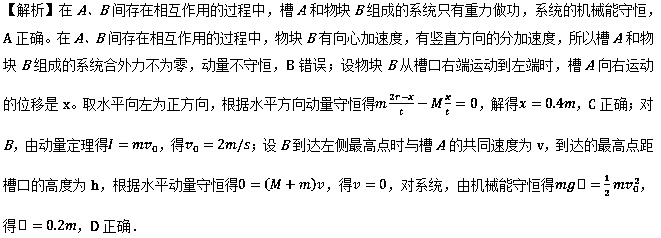 【解析】在 A、B 间存在相互作用的过程中，槽 A 和物块 B 组成的系统只有重力做功，系统的机械能守恒，
A 正确。在 A、B 间存在相互作用的过程中，物块 B 有向心加速度，有竖直方向的分加速度，所以槽 A 和物
块 B 组成的系统合外力不为零，动量不守恒，B 错误；设物块 B 从槽口右端运动到左端时，槽 A 向右运动
的位移是 x。取水平向左为正方向，根据水平方向动量守恒得$m\frac{2r-x}{t}-M\frac{x}{t}=0$，解得$x=0.4m$，C 正确；对
B，由动量定理得$I=mv_0$，得$v_0=2m/s$；设 B 到达左侧最高点时与槽 A 的共同速度为 v，到达的最高点距
槽口的高度为 h，根据水平动量守恒得$0=(M+m)v$，得$v=0$，对系统，由机械能守恒得$mg□=\frac{1}{2}mv_0^2$，
得$□=0.2m$，D 正确．